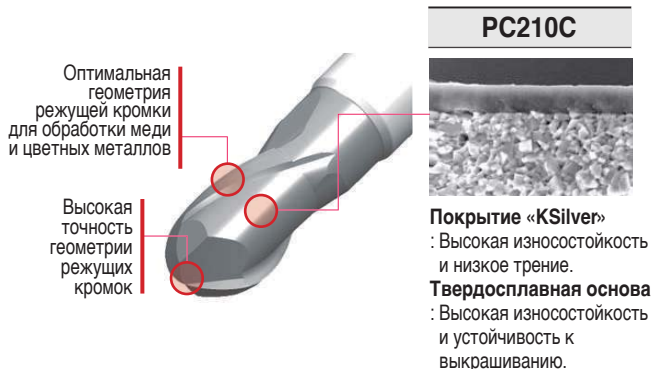 Оптимальная
геометрия
режущей кромки
для обработки меди
и цветных металлов
Высокая
точность
геометрии
режущих
кромок
PC210C
Покрытие «KSilver»
: Высокая износостойкость
и низкое трение.
Твердосплавная основа
: Высокая износостойкость
и устойчивость к
выкрашиванию.